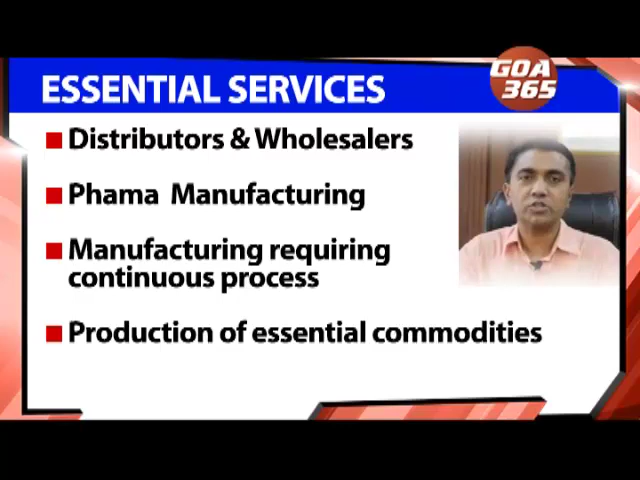 ESSENTIAL SERVICES
GOA
365
Distributors & Wholesalers
Phama Manufacturing
Manufacturing requiring
continuous process
Production of essential commodities